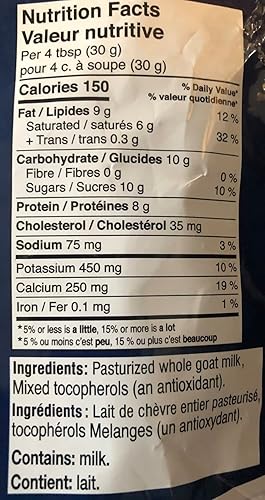 Nutrition Facts
Valeur nutritive
Per 4 tbsp (30 g)
pour 4 c. à soupe (30 g)
Calories 150 % Daily Value*
% valeur quotidienne*
Fat / Lipides 9 g 12 %
Saturated / saturés 6 g
+ Trans / trans 0.3 g 32 %
Carbohydrate / Glucides 10 g
Fibre / Fibres 0 g 0 %
Sugars / Sucres 10 g 10 %
Protein / Protéines 8 g
Cholesterol / Cholestérol 35 mg
Sodium 75 mg 3 %
Potassium 450 mg 10 %
Calcium 250 mg 19 %
Iron / Fer 0.1 mg 1 %
*5% or less is a little, 15% or more is a lot
*5 % ou moins c'est peu, 15 % ou plus c'est beaucoup
Ingredients: Pasturized whole goat milk,
Mixed tocopherols (an antioxidant).
Ingrédients: Lait de chèvre entier pasteurisé,
tocophérols Melanges (un antioxydant).
Contains: milk.
Contient: lait.